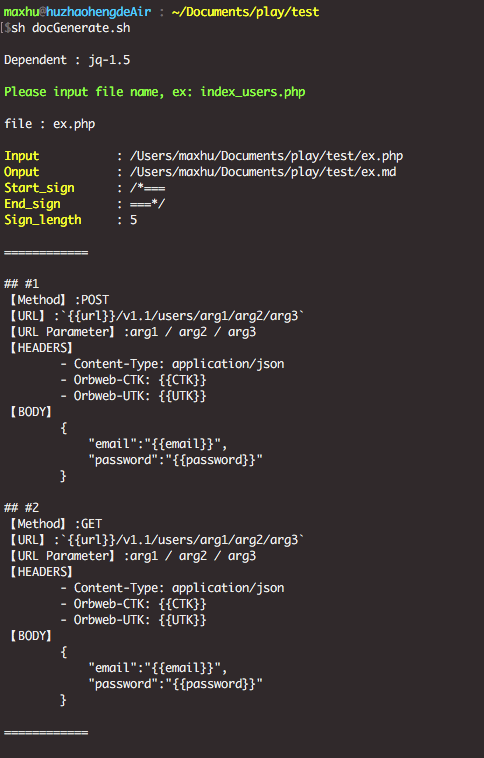 maxhu@huzhaohengdeAir : ~/Documents/play/test
[$sh docGenerate.sh
Dependent : jq-1.5
Please input file name, ex: index_users.php
file : ex.php
Input : /Users/maxhu/Documents/play/test/ex.php
Onput : /Users/maxhu/Documents/play/test/ex.md
Start_sign : /*===
End_sign : ===*/
Sign_length : 5
============
## #1
【Method】:POST
【URL】:`{{url}}/v1.1/users/arg1/arg2/arg3`
【URL Parameter】:arg1 / arg2 / arg3
【HEADERS】
- Content-Type: application/json
- Orbweb-CTK: {{CTK}}
- Orbweb-UTK: {{UTK}}
【BODY】
{
"email":"{{email}}",
"password":"{{password}}"
}
## #2
【Method】:GET
【URL】:`{{url}}/v1.1/users/arg1/arg2/arg3`
【URL Parameter】:arg1 / arg2 / arg3
【HEADERS】
- Content-Type: application/json
- Orbweb-CTK: {{CTK}}
- Orbweb-UTK: {{UTK}}
【BODY】
{
"email":"{{email}}",
"password":"{{password}}"
}
============